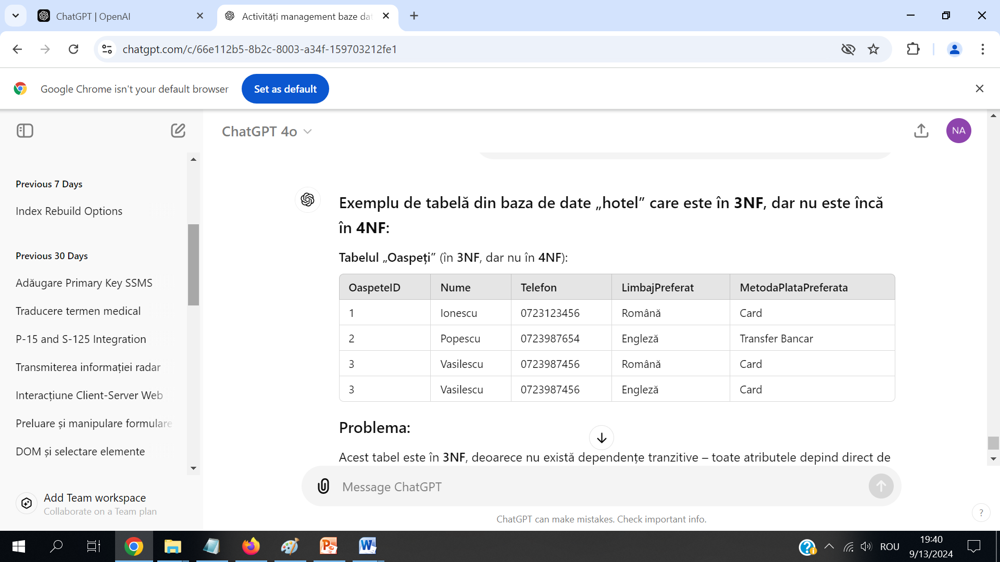 ChatGPT | OpenAI
Activități management baze dat
chatgpt.com/c/66e112b5-8b2c-8003-a34f-159703212fe1
Google Chrome isn't your default browser
Set as default
ChatGPT 4o
NA
Previous 7 Days
Index Rebuild Options
Previous 30 Days
Adăugare Primary Key SSMS
Traducere termen medical
P-15 and S-125 Integration
Transmiterea informației radar
Interacțiune Client-Server Web
Preluare și manipulare formulare
DOM și selectare elemente
Add Team workspace
Collaborate on a Team plan
Exemplu de tabelă din baza de date „hotel” care este în 3NF, dar nu este încă
în 4NF:
Tabelul „Oaspeți” (în 3NF, dar nu în 4NF):
OaspeteID Nume Telefon LimbajPreferat MetodaPlataPreferata
1 Ionescu 0723123456 Română Card
2 Popescu 0723987654 Engleză Transfer Bancar
3 Vasilescu 0723987456 Română Card
3 Vasilescu 0723987456 Engleză Card
Problema:
Acest tabel este în 3NF, deoarece nu există dependențe tranzitive – toate atributele depind direct de
Message ChatGPT
ChatGPT can make mistakes. Check important info.
?
ROU
19:40
9/13/2024